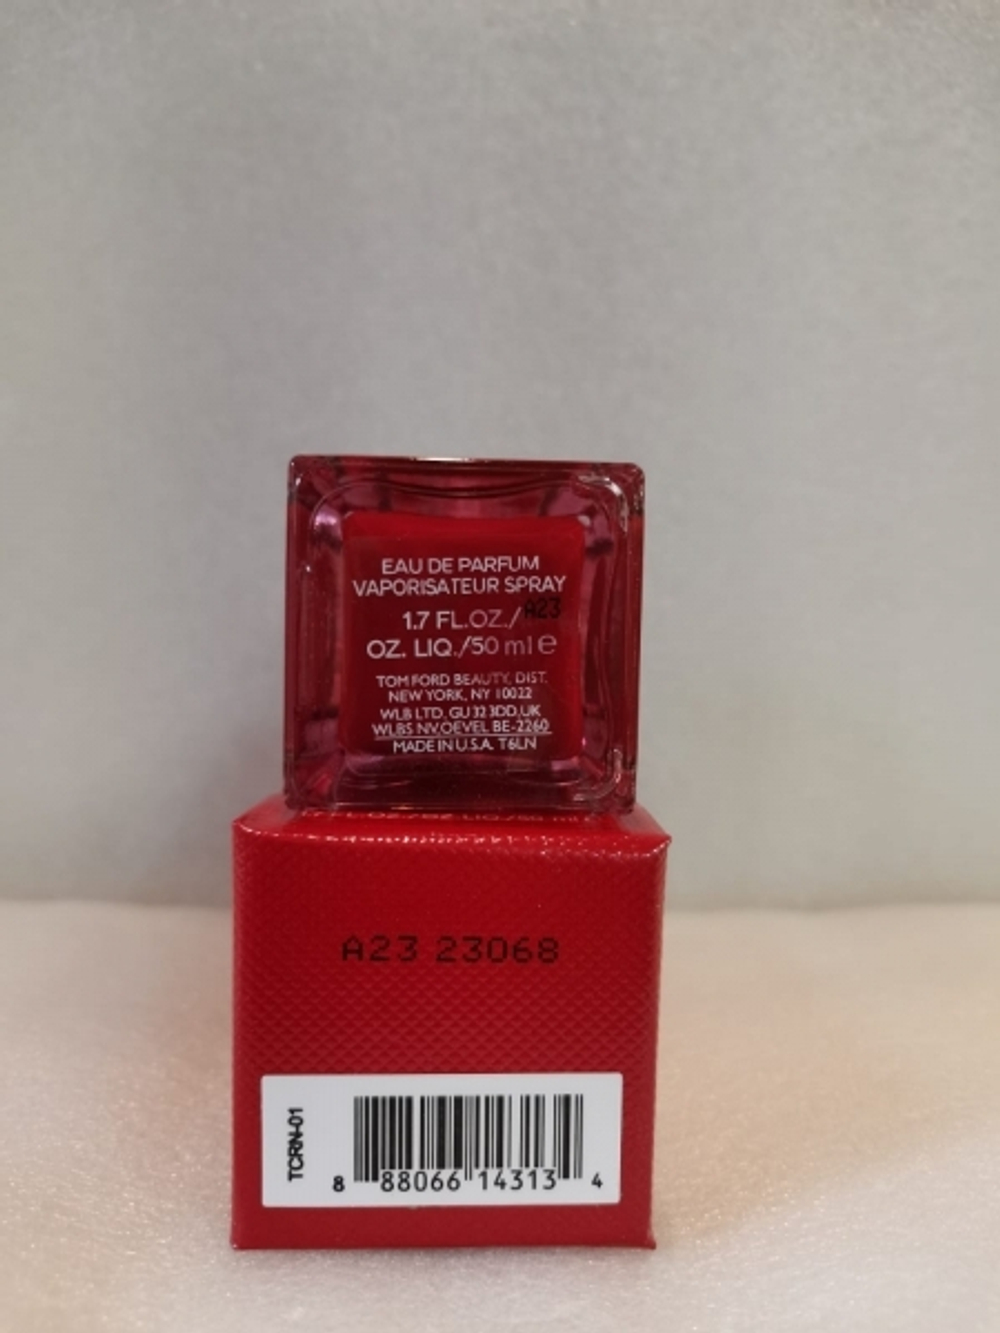 EAU DE PARFUM
VAPORISATEUR SPRAY
1.7 FL.OZ./
A23
OZ. LIQ./50 ml e
TOM FORD BEAUTY, DIST.
NEW YORK, NY 10022
WLB LTD, GU32 3DD,UK
WLBS NV,OEVEL BE-2260
MADE IN U.S.A. T6LN
A23 23068
TCRN-01
8 88066 14313 4